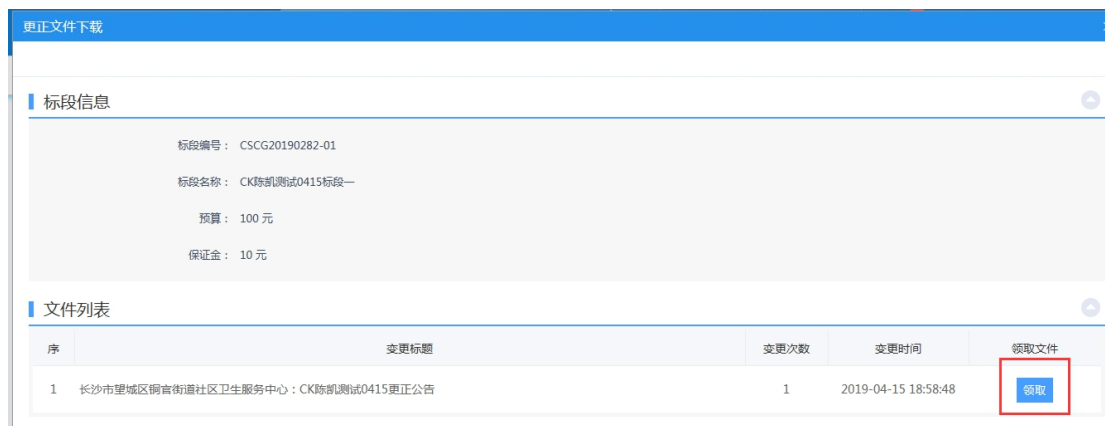 更正文件下载
标段信息
标段编号： CSCG20190282-01
标段名称： CK陈凯测试0415标段一
预算： 100 元
保证金： 10 元
文件列表
序 变更标题 变更次数 变更时间 领取文件
1 长沙市望城区铜官街道社区卫生服务中心：CK陈凯测试0415更正公告 1 2019-04-15 18:58:48 领取